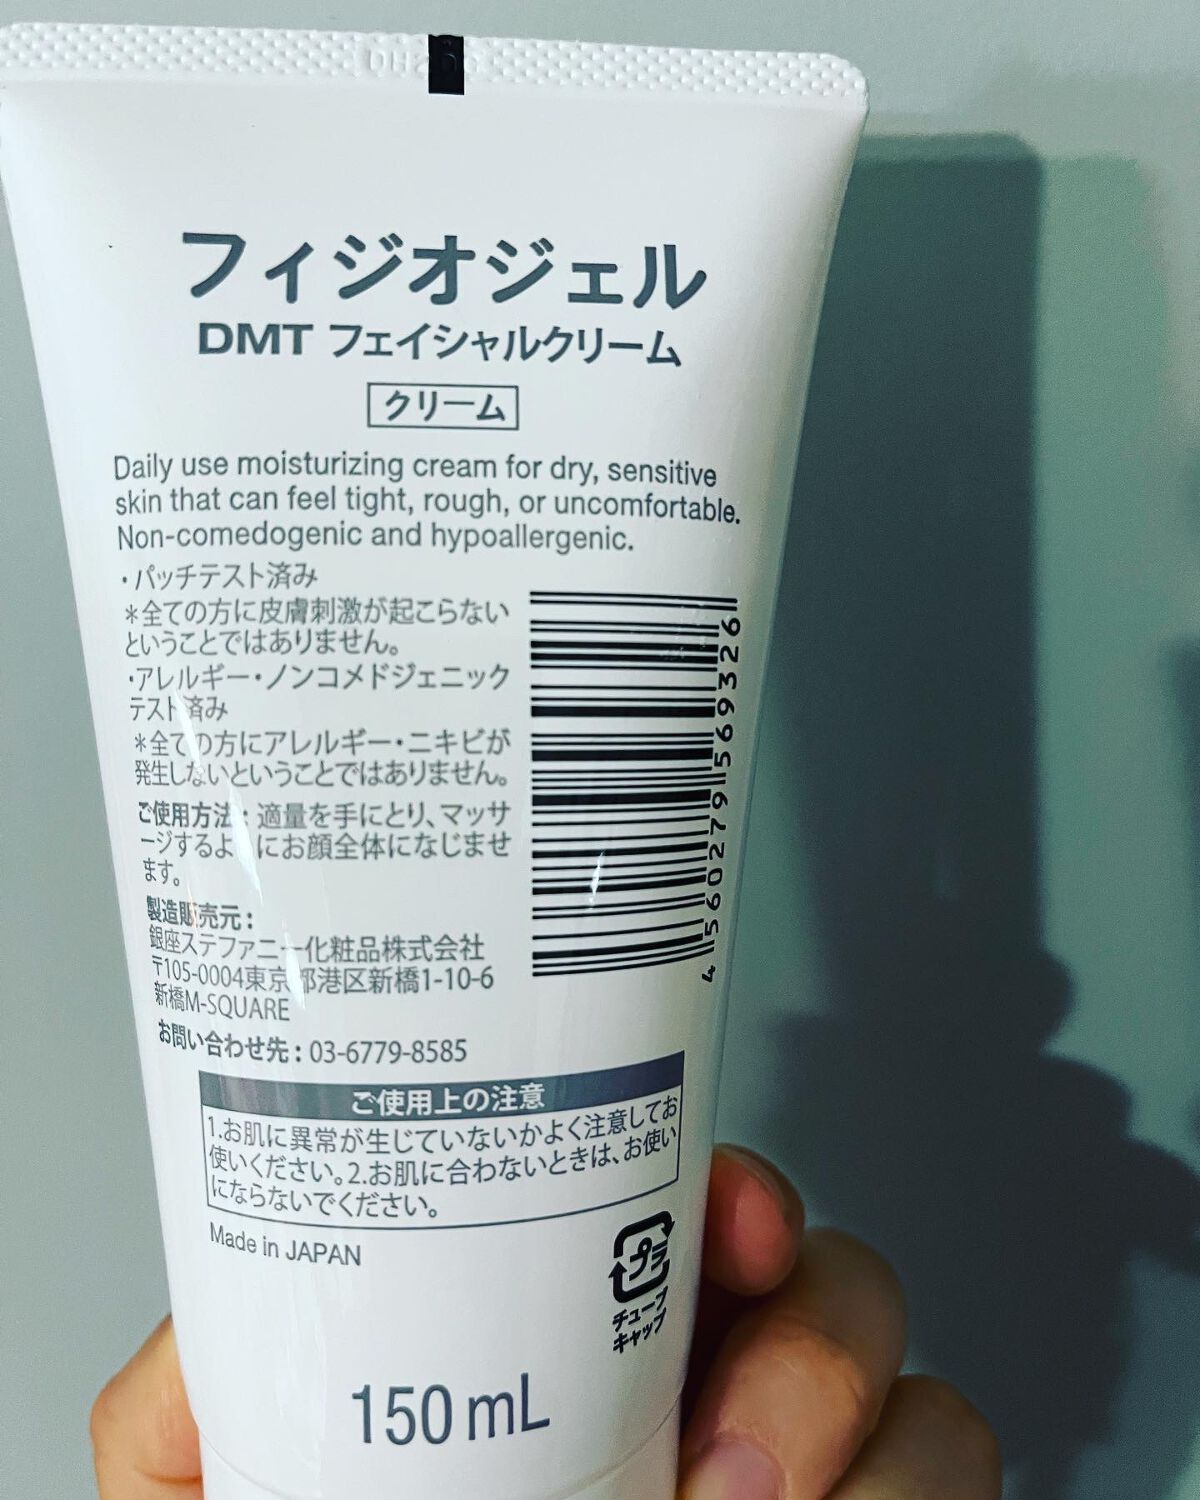 フィジオジェル
DMT フェイシャルクリーム
クリーム
Daily use moisturizing cream for dry, sensitive
skin that can feel tight, rough, or uncomfortable.
Non-comedogenic and hypoallergenic.
・パッチテスト済み
＊全ての方に皮膚刺激が起こらない
ということではありません。
・アレルギー・ノンコメドジェニック
テスト済み
＊全ての方にアレルギー・ニキビが
発生しないということではありません。
ご使用方法：適量を手にとり、マッサ
ージするようにお顔全体になじませ
ます。
製造販売元：
銀座ステファニー化粧品株式会社
〒105-0004東京都港区新橋1-10-6
新橋M-SQUARE
お問い合わせ先：03-6779-8585
4560279569326
ご使用上の注意
1.お肌に異常が生じていないかよく注意してお
使いください。2.お肌に合わないときは、お使い
にならないでください。
Made in JAPAN
プラ
チューブ
キャップ
150mL